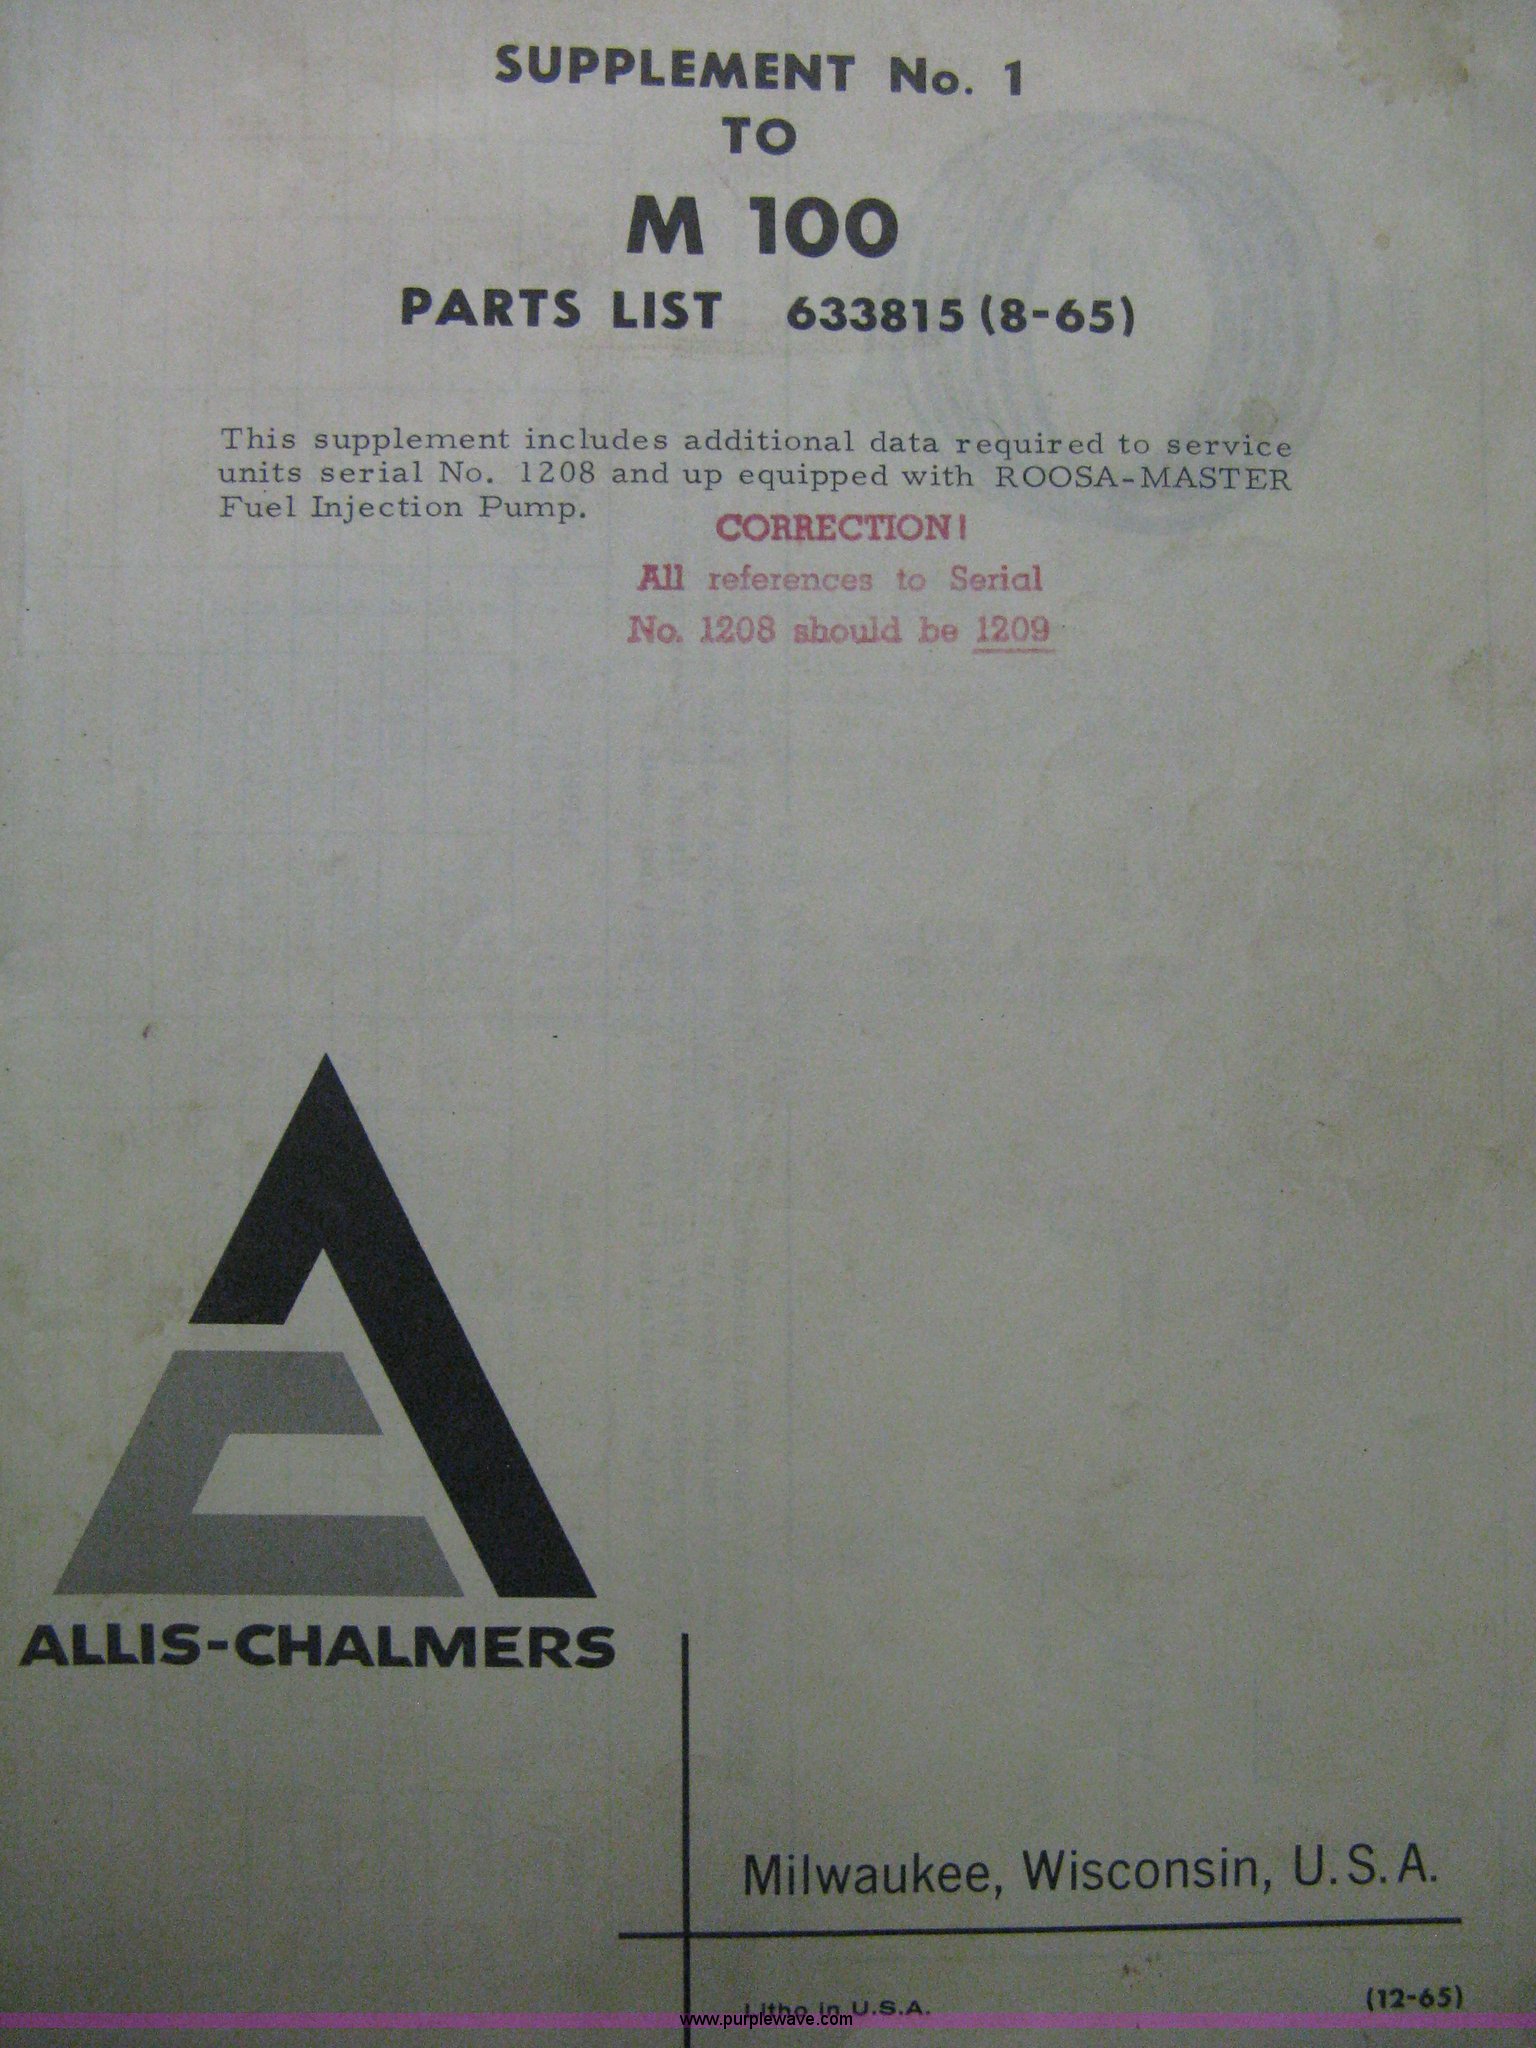 SUPPLEMENT No. 1
TO
M 100
PARTS LIST 633815 (8-65)
This supplement includes additional data required to service
units serial No. 1208 and up equipped with ROOSA-MASTER
Fuel Injection Pump.
CORRECTION!
All references to Serial
No. 1208 should be 1209
ALLIS-CHALMERS
Milwaukee, Wisconsin, U.S.A.
Litho in U.S.A.
(12-65)
www.purplewave.com